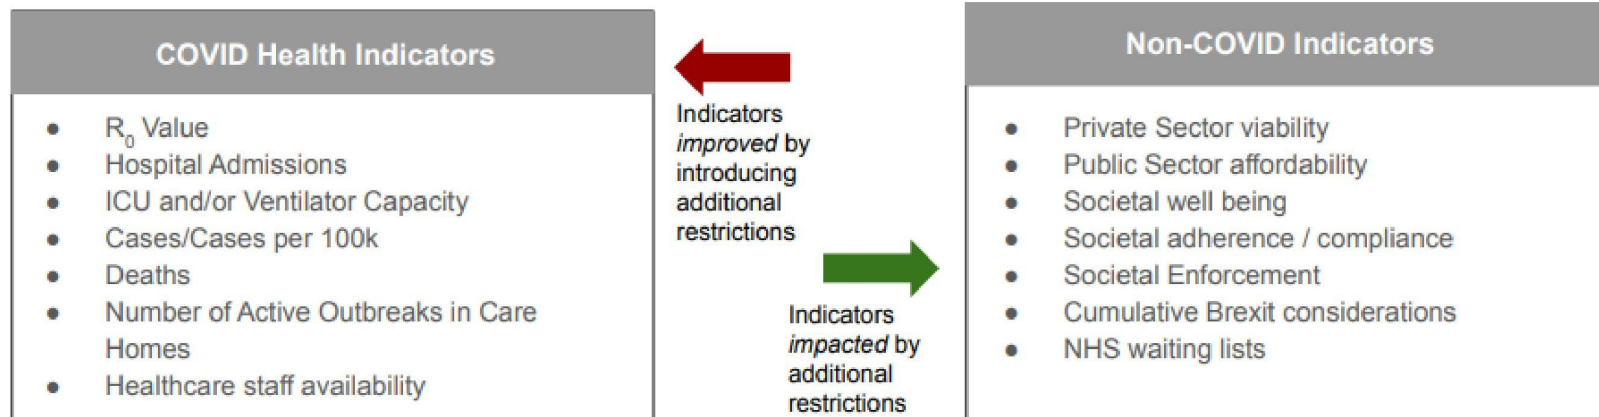 COVID Health Indicators
● R₀ Value
● Hospital Admissions
● ICU and/or Ventilator Capacity
● Cases/Cases per 100k
● Deaths
● Number of Active Outbreaks in Care
Homes
● Healthcare staff availability
Indicators
improved by
introducing
additional
restrictions
Indicators
impacted by
additional
restrictions
Non-COVID Indicators
● Private Sector viability
● Public Sector affordability
● Societal well being
● Societal adherence / compliance
● Societal Enforcement
● Cumulative Brexit considerations
● NHS waiting lists